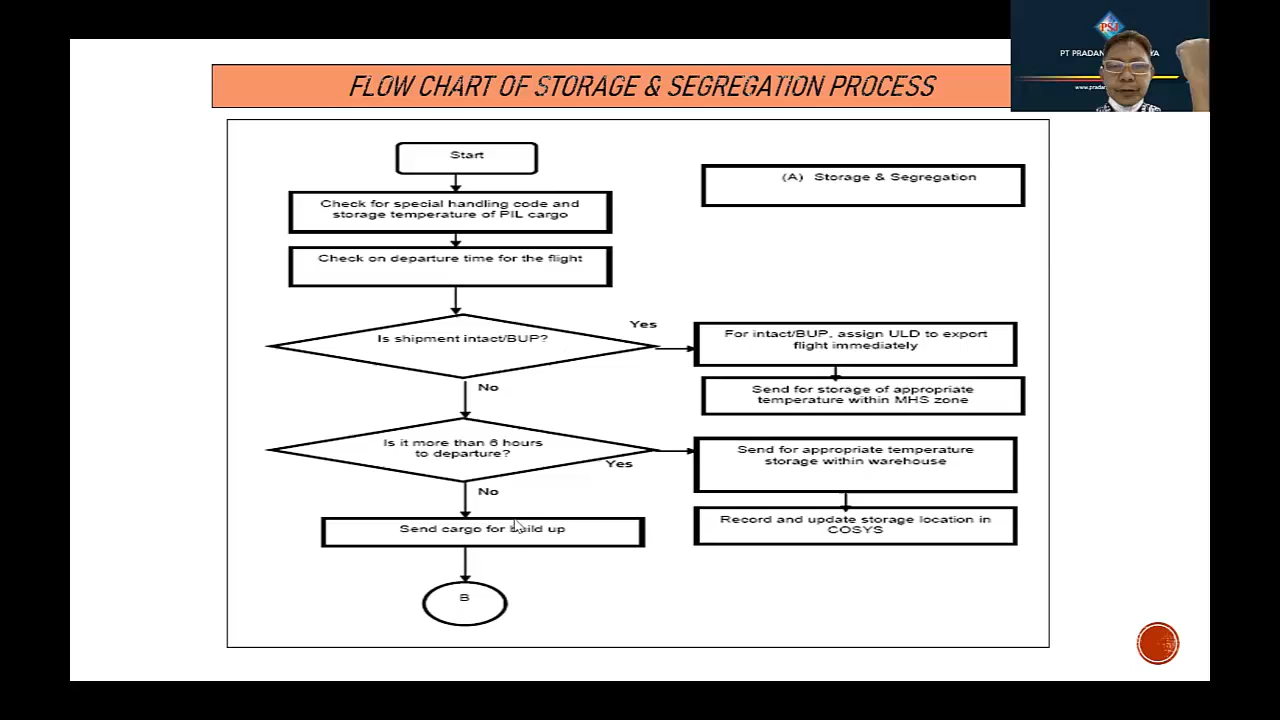 PSJ
PT PRADAN
YA
www.prada
FLOW CHART OF STORAGE & SEGREGATION PROCESS
Start
(A) Storage & Segregation
Check for special handling code and
storage temperature of PIL cargo
Check on departure time for the flight
Is shipment intact/BUP?
Yes
For intact/BUP, assign ULD to export
flight immediately
No
Send for storage of appropriate
temperature within MHS zone
Is it more than 6 hours
to departure?
Yes
Send for appropriate temperature
storage within warehouse
No
Record and update storage location in
COSYS
Send cargo for build up
B